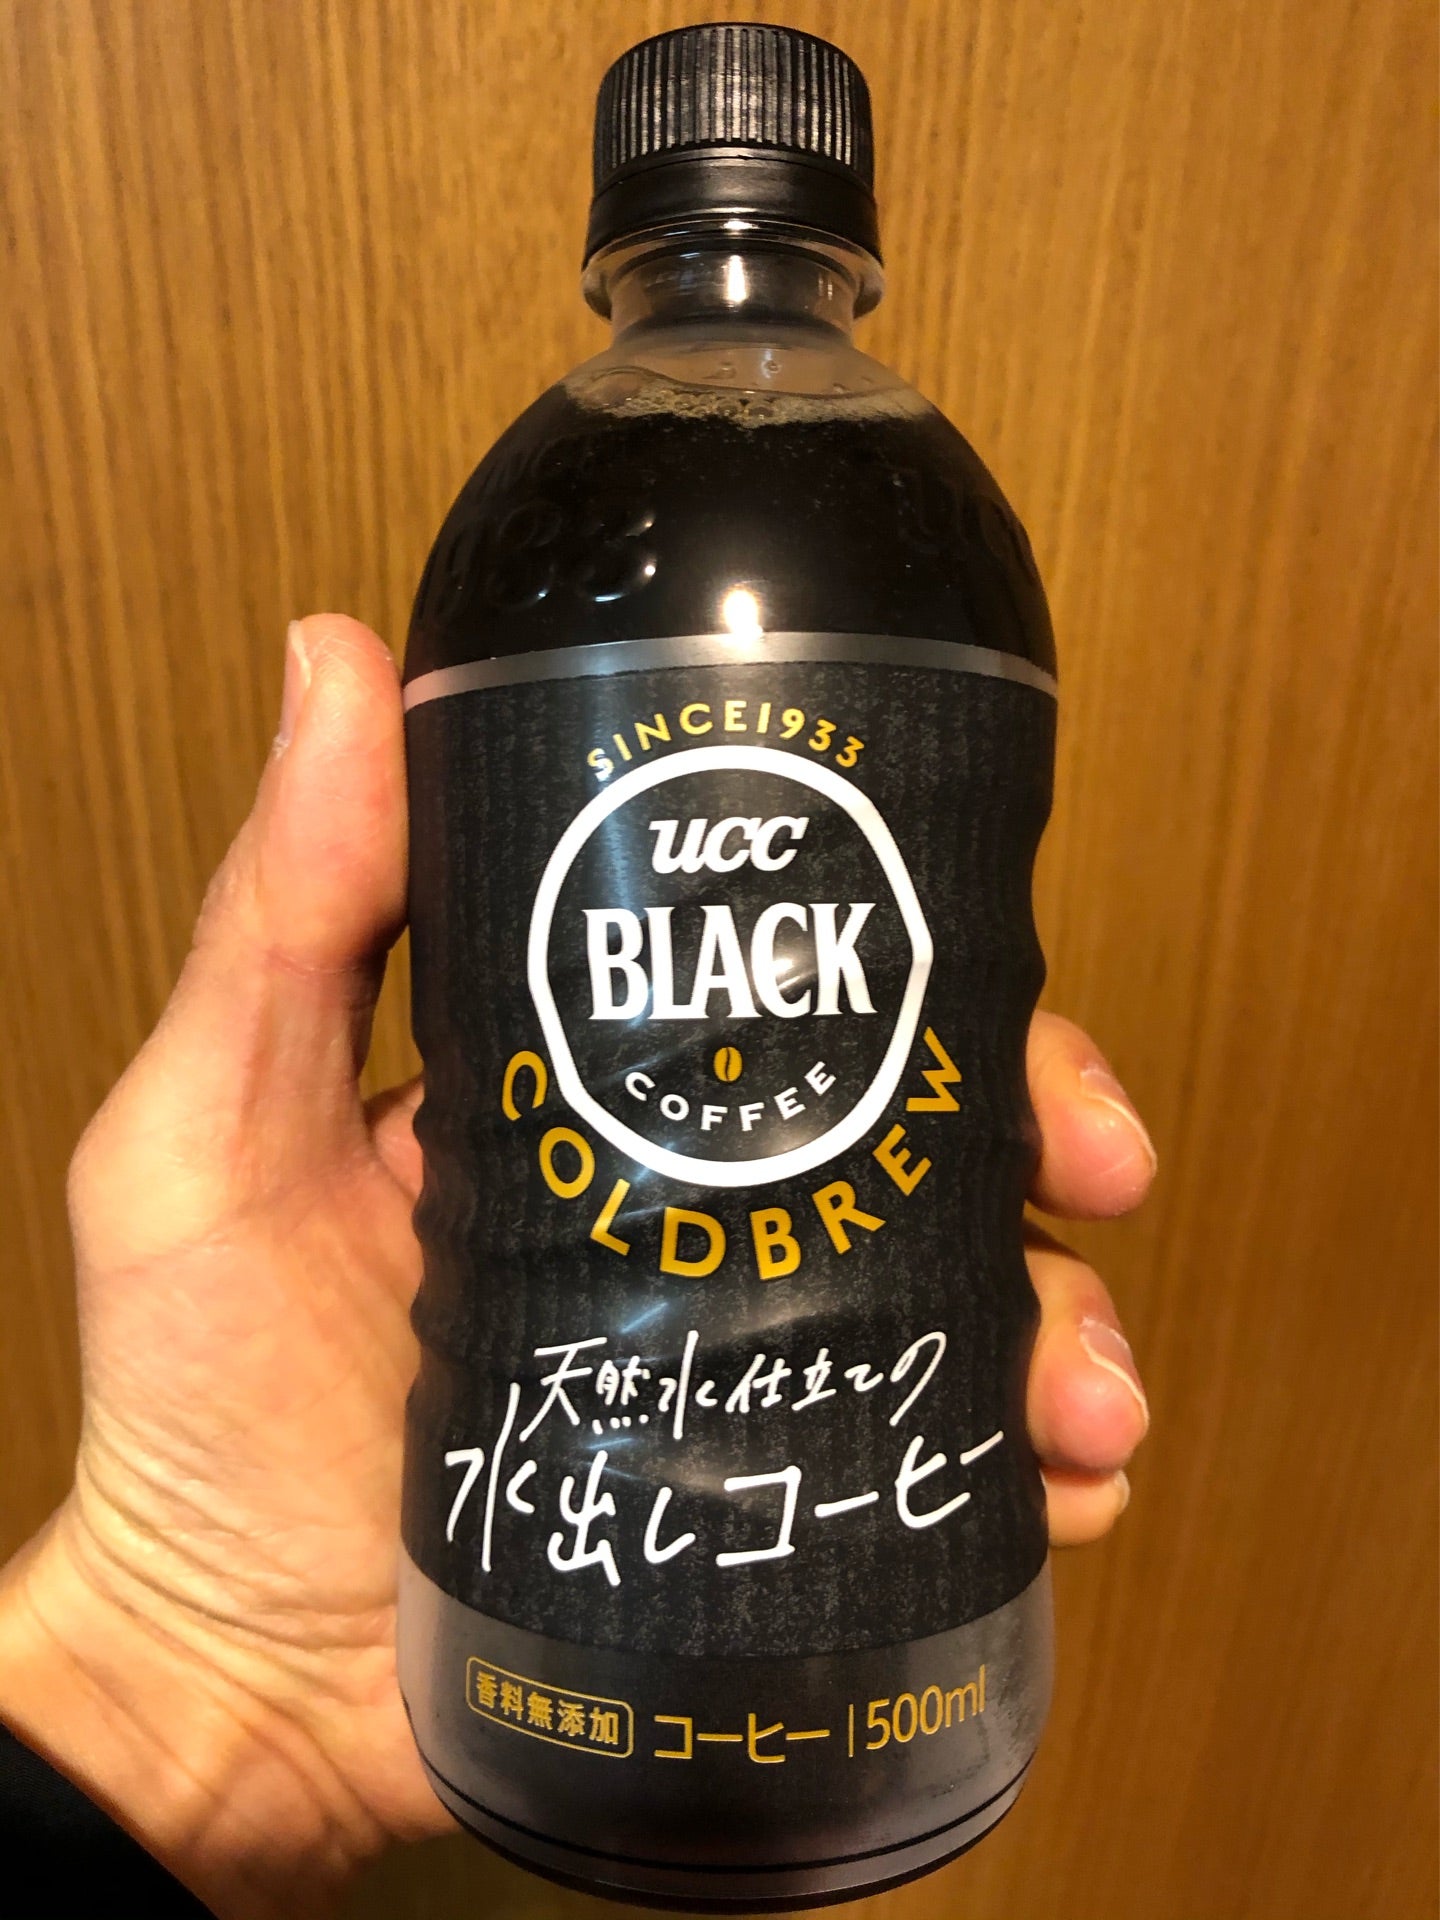 SINCE1933
ucc
BLACK
COFFEE
COLDBREW
天然水仕立ての
水出しコーヒー
香料無添加 コーヒー | 500ml